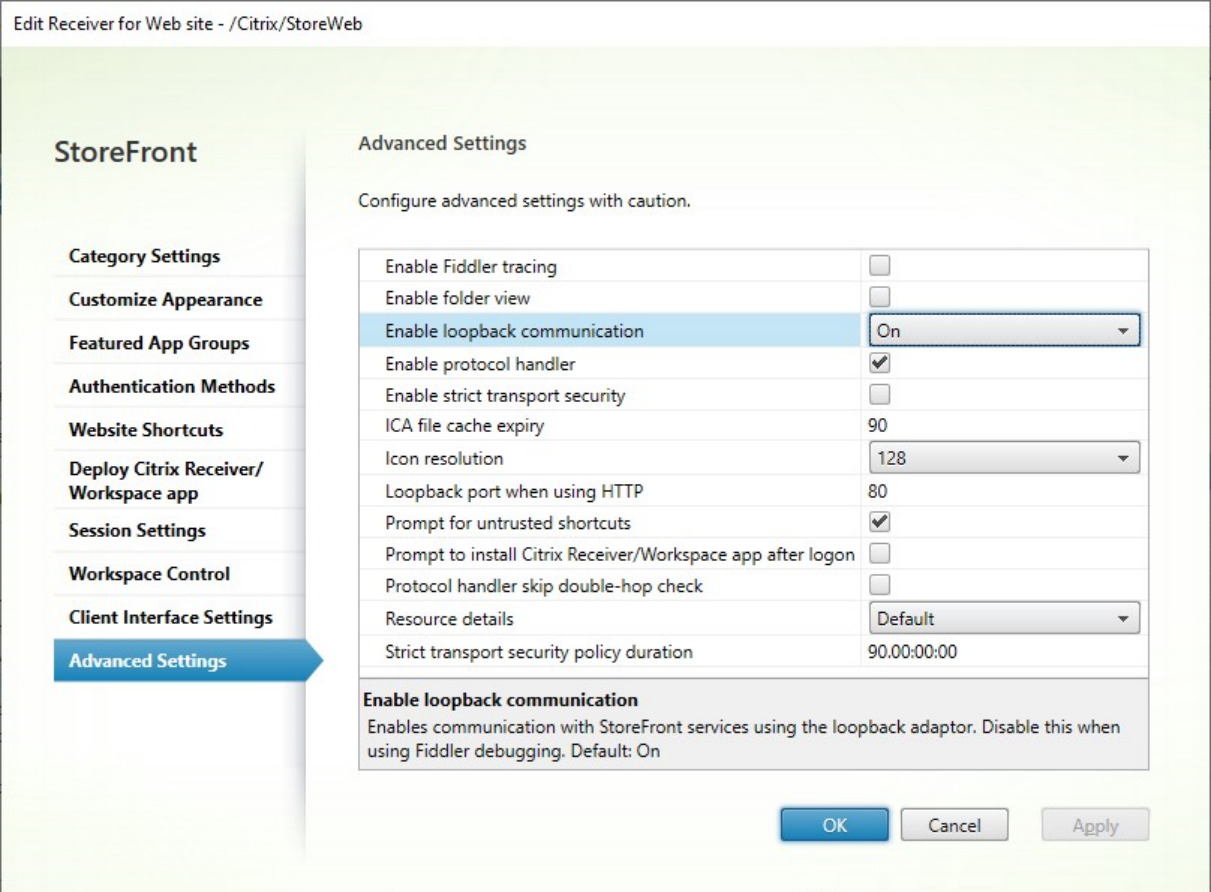 Edit Receiver for Web site - /Citrix/StoreWeb
StoreFront
Category Settings
Customize Appearance
Featured App Groups
Authentication Methods
Website Shortcuts
Deploy Citrix Receiver/
Workspace app
Session Settings
Workspace Control
Client Interface Settings
Advanced Settings
Advanced Settings
Configure advanced settings with caution.
Enable Fiddler tracing
Enable folder view
Enable loopback communication On
Enable protocol handler
Enable strict transport security
ICA file cache expiry 90
Icon resolution 128
Loopback port when using HTTP 80
Prompt for untrusted shortcuts
Prompt to install Citrix Receiver/Workspace app after logon
Protocol handler skip double-hop check
Resource details Default
Strict transport security policy duration 90.00:00:00
Enable loopback communication
Enables communication with StoreFront services using the loopback adaptor. Disable this when
using Fiddler debugging. Default: On
OK Cancel Apply